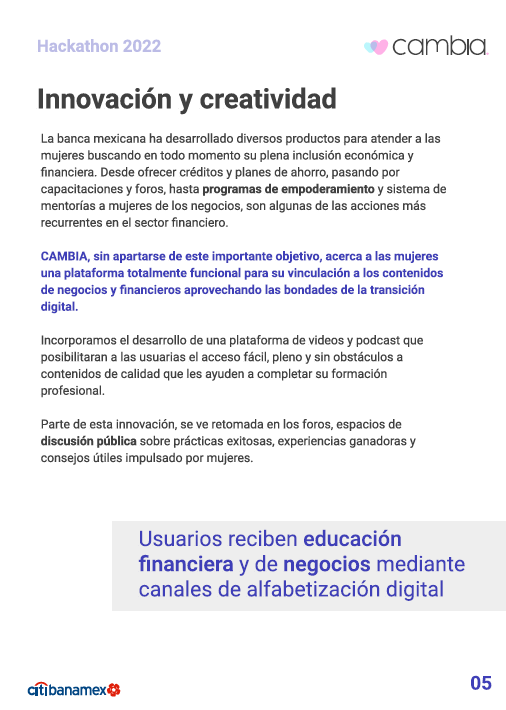 Hackathon 2022
cambia
Innovación y creatividad
La banca mexicana ha desarrollado diversos productos para atender a las
mujeres buscando en todo momento su plena inclusión económica y
financiera. Desde ofrecer créditos y planes de ahorro, pasando por
capacitaciones y foros, hasta programas de empoderamiento y sistema de
mentorías a mujeres de los negocios, son algunas de las acciones más
recurrentes en el sector financiero.
CAMBIA, sin apartarse de este importante objetivo, acerca a las mujeres
una plataforma totalmente funcional para su vinculación a los contenidos
de negocios y financieros aprovechando las bondades de la transición
digital.
Incorporamos el desarrollo de una plataforma de videos y podcast que
posibilitaran a las usuarias el acceso fácil, pleno y sin obstáculos a
contenidos de calidad que les ayuden a completar su formación
profesional.
Parte de esta innovación, se ve retomada en los foros, espacios de
discusión pública sobre prácticas exitosas, experiencias ganadoras y
consejos útiles impulsado por mujeres.
Usuarios reciben educación
financiera y de negocios mediante
canales de alfabetización digital
citibanamex
05